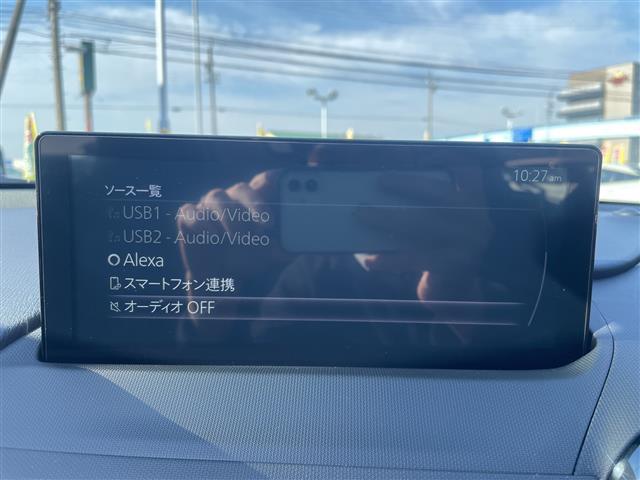 10:27am
ソース一覧
USB1 - Audio/Video
USB2 - Audio/Video
Alexa
スマートフォン連携
オーディオ OFF